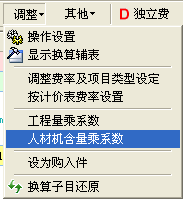 调整 其他 D 独立费
操作设置
显示换算辅表
调整费率及项目类型设定
按计价表费率设置
工程量乘系数
人材机含量乘系数
设为购入件
换算子目还原